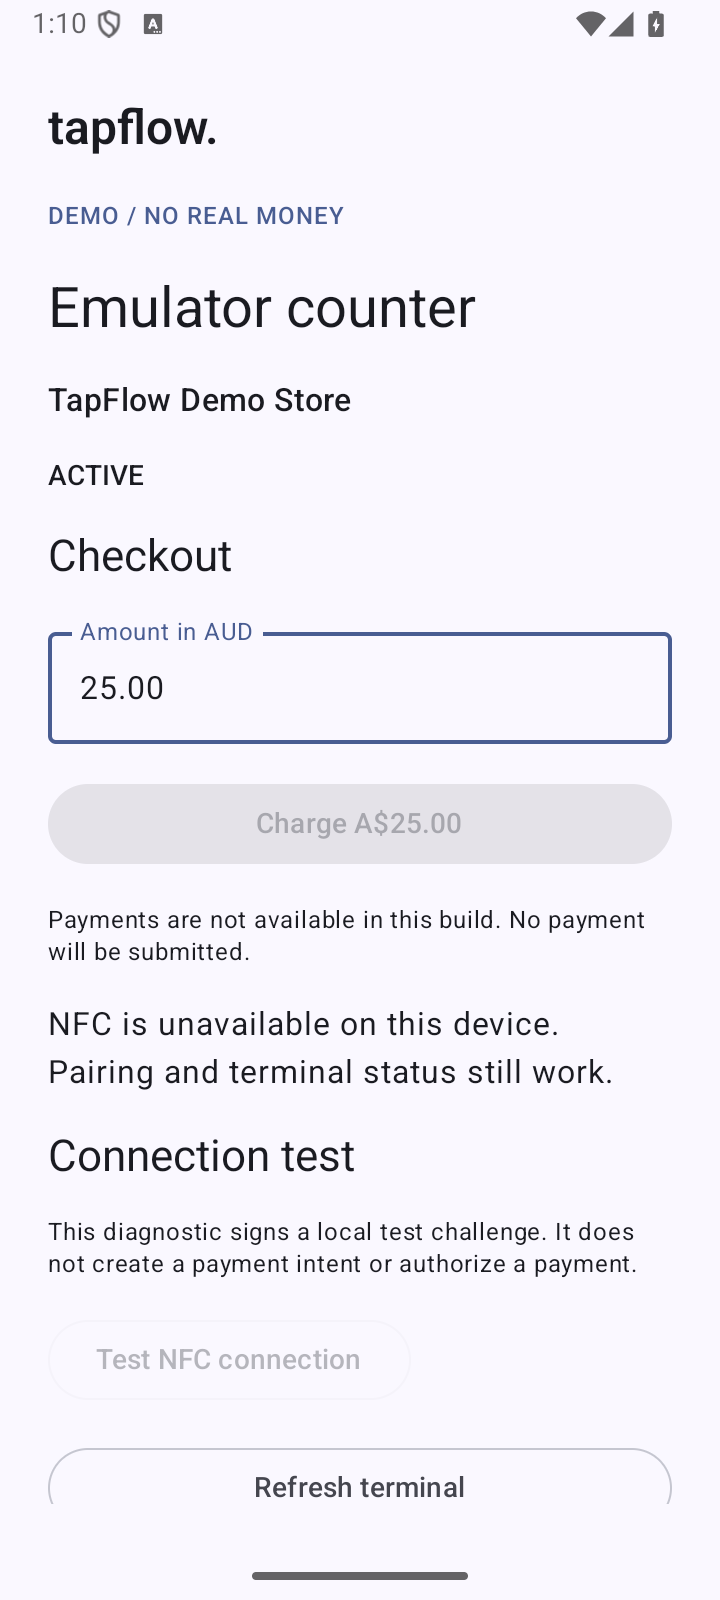 1:10
tapflow.
DEMO / NO REAL MONEY
Emulator counter
TapFlow Demo Store
ACTIVE
Checkout
Amount in AUD
25.00
Charge A$25.00
Payments are not available in this build. No payment
will be submitted.
NFC is unavailable on this device.
Pairing and terminal status still work.
Connection test
This diagnostic signs a local test challenge. It does
not create a payment intent or authorize a payment.
Test NFC connection
Refresh terminal